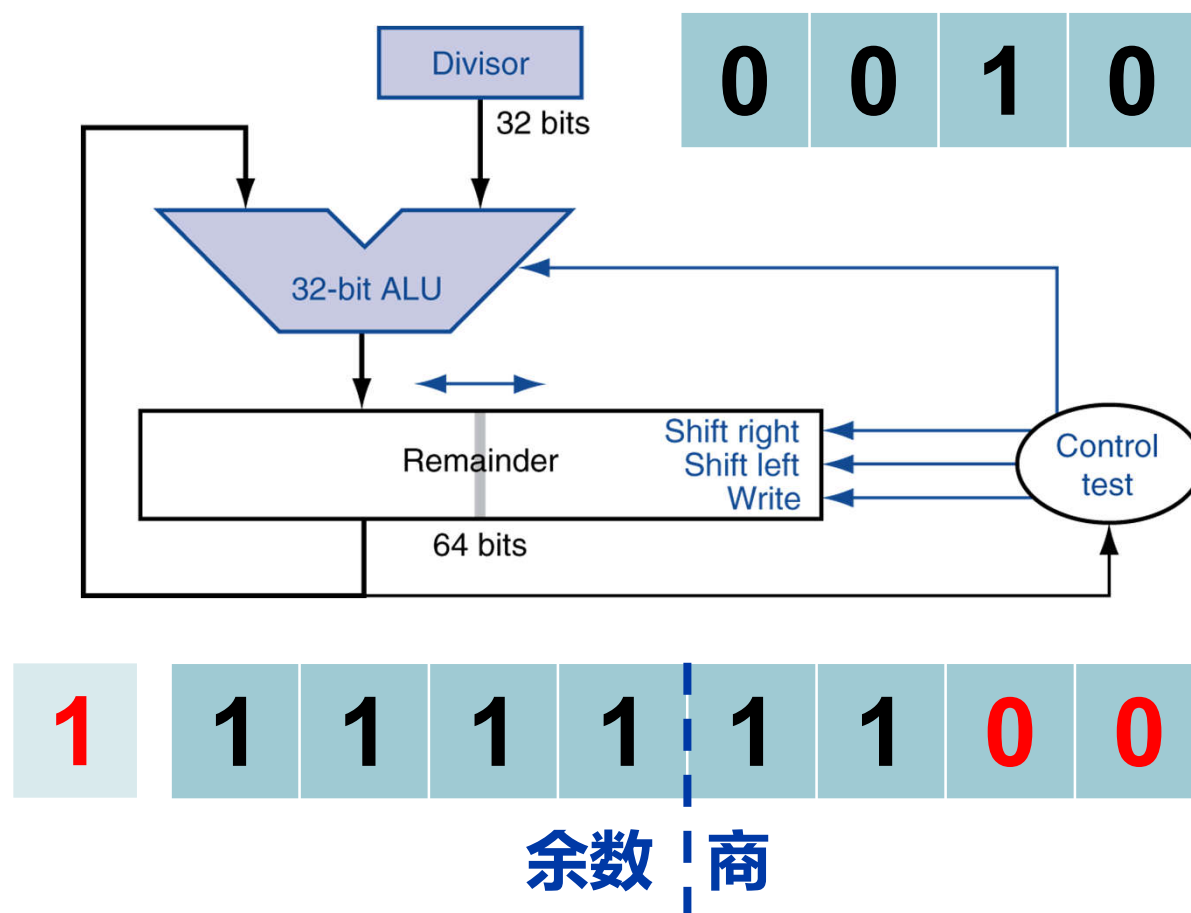 Divisor
0 0 1 0
32 bits
32-bit ALU
Remainder
Shift right
Shift left
Write
Control
test
64 bits
1 1 1 1 1 1 1 0 0
余数 商